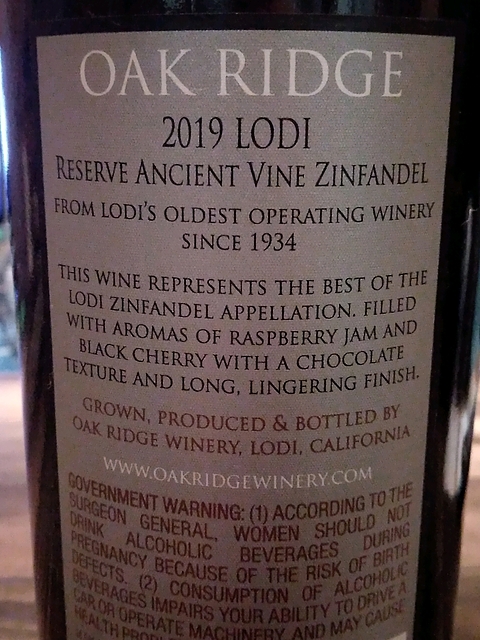 OAK RIDGE
2019 LODI
RESERVE ANCIENT VINE ZINFANDEL
FROM LODI'S OLDEST OPERATING WINERY
SINCE 1934
THIS WINE REPRESENTS THE BEST OF THE
LODI ZINFANDEL APPELLATION. FILLED
WITH AROMAS OF RASPBERRY JAM AND
BLACK CHERRY WITH A CHOCOLATE
TEXTURE AND LONG, LINGERING FINISH.
GROWN, PRODUCED & BOTTLED BY
OAK RIDGE WINERY, LODI, CALIFORNIA
WWW.OAKRIDGEWINERY.COM
GOVERNMENT WARNING: (1) ACCORDING TO THE
SURGEON GENERAL, WOMEN SHOULD NOT
DRINK ALCOHOLIC BEVERAGES DURING
PREGNANCY BECAUSE OF THE RISK OF BIRTH
DEFECTS. (2) CONSUMPTION OF ALCOHOLIC
BEVERAGES IMPAIRS YOUR ABILITY TO DRIVE A
CAR OR OPERATE MACHINERY, AND MAY CAUSE
HEALTH